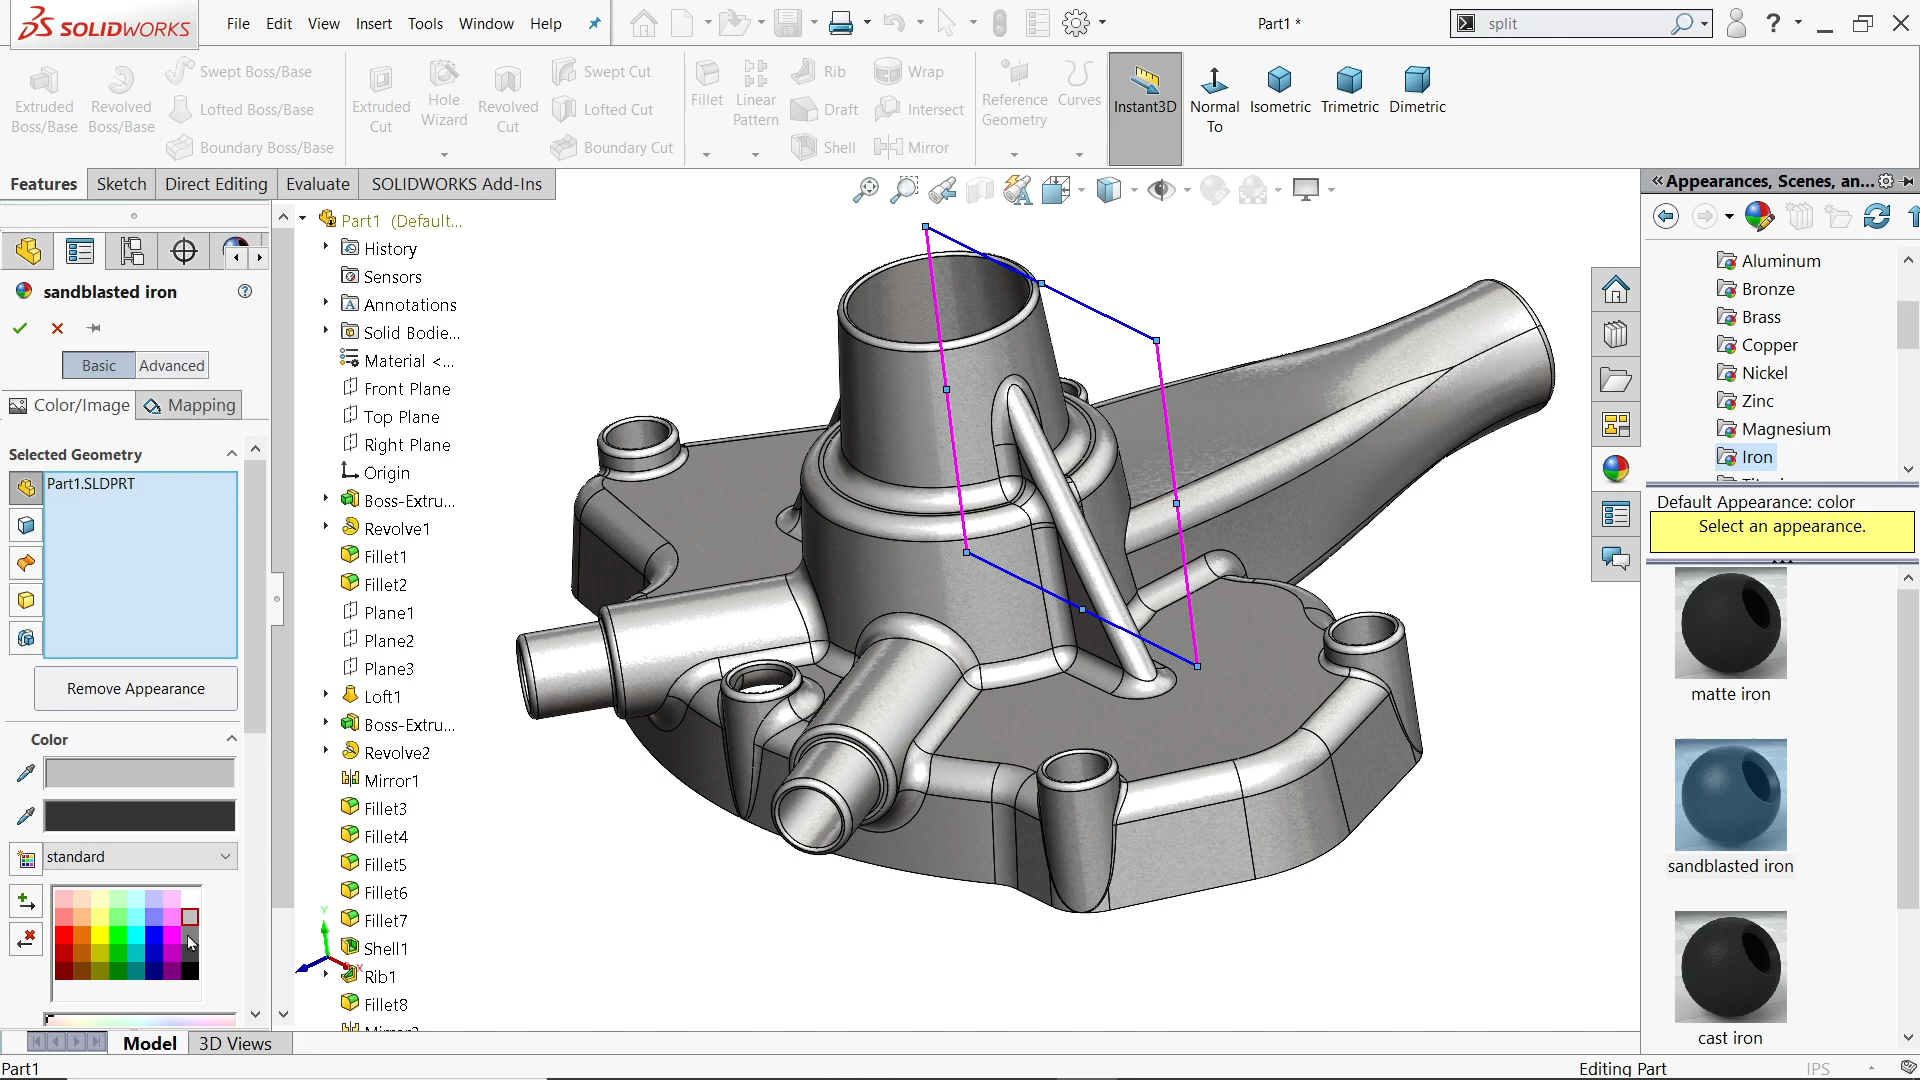 SOLIDWORKS
File Edit View Insert Tools Window Help
Part1 *
split
?
Extruded Boss/Base
Revolved Boss/Base
Swept Boss/Base
Lofted Boss/Base
Boundary Boss/Base
Extruded Cut
Hole Wizard
Revolved Cut
Swept Cut
Lofted Cut
Boundary Cut
Fillet
Linear Pattern
Rib
Draft
Shell
Wrap
Intersect
Mirror
Reference Geometry
Curves
Instant3D
Normal To
Isometric
Trimetric
Dimetric
Features Sketch Direct Editing Evaluate SOLIDWORKS Add-Ins
sandblasted iron
Basic Advanced
Color/Image Mapping
Selected Geometry
Part1.SLDPRT
Remove Appearance
Color
standard
Part1 (Default...
History
Sensors
Annotations
Solid Bodie...
Material <...
Front Plane
Top Plane
Right Plane
Origin
Boss-Extru...
Revolve1
Fillet1
Fillet2
Plane1
Plane2
Plane3
Loft1
Boss-Extru...
Revolve2
Mirror1
Fillet3
Fillet4
Fillet5
Fillet6
Fillet7
Shell1
Rib1
Fillet8
Y
X
Appearances, Scenes, an...
Aluminum
Bronze
Brass
Copper
Nickel
Zinc
Magnesium
Iron
Default Appearance: color
Select an appearance.
matte iron
sandblasted iron
cast iron
Model 3D Views
Part1
Editing Part
IPS